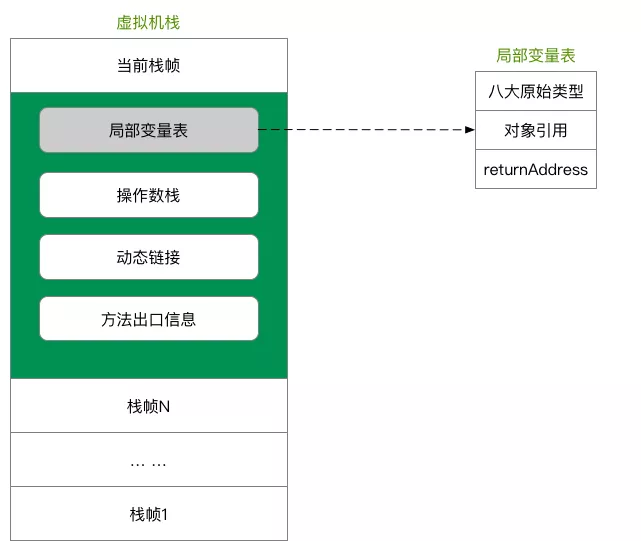 虚拟机栈
当前栈帧
局部变量表
操作数栈
动态链接
方法出口信息
栈帧N
... ...
栈帧1
局部变量表
八大原始类型
对象引用
returnAddress